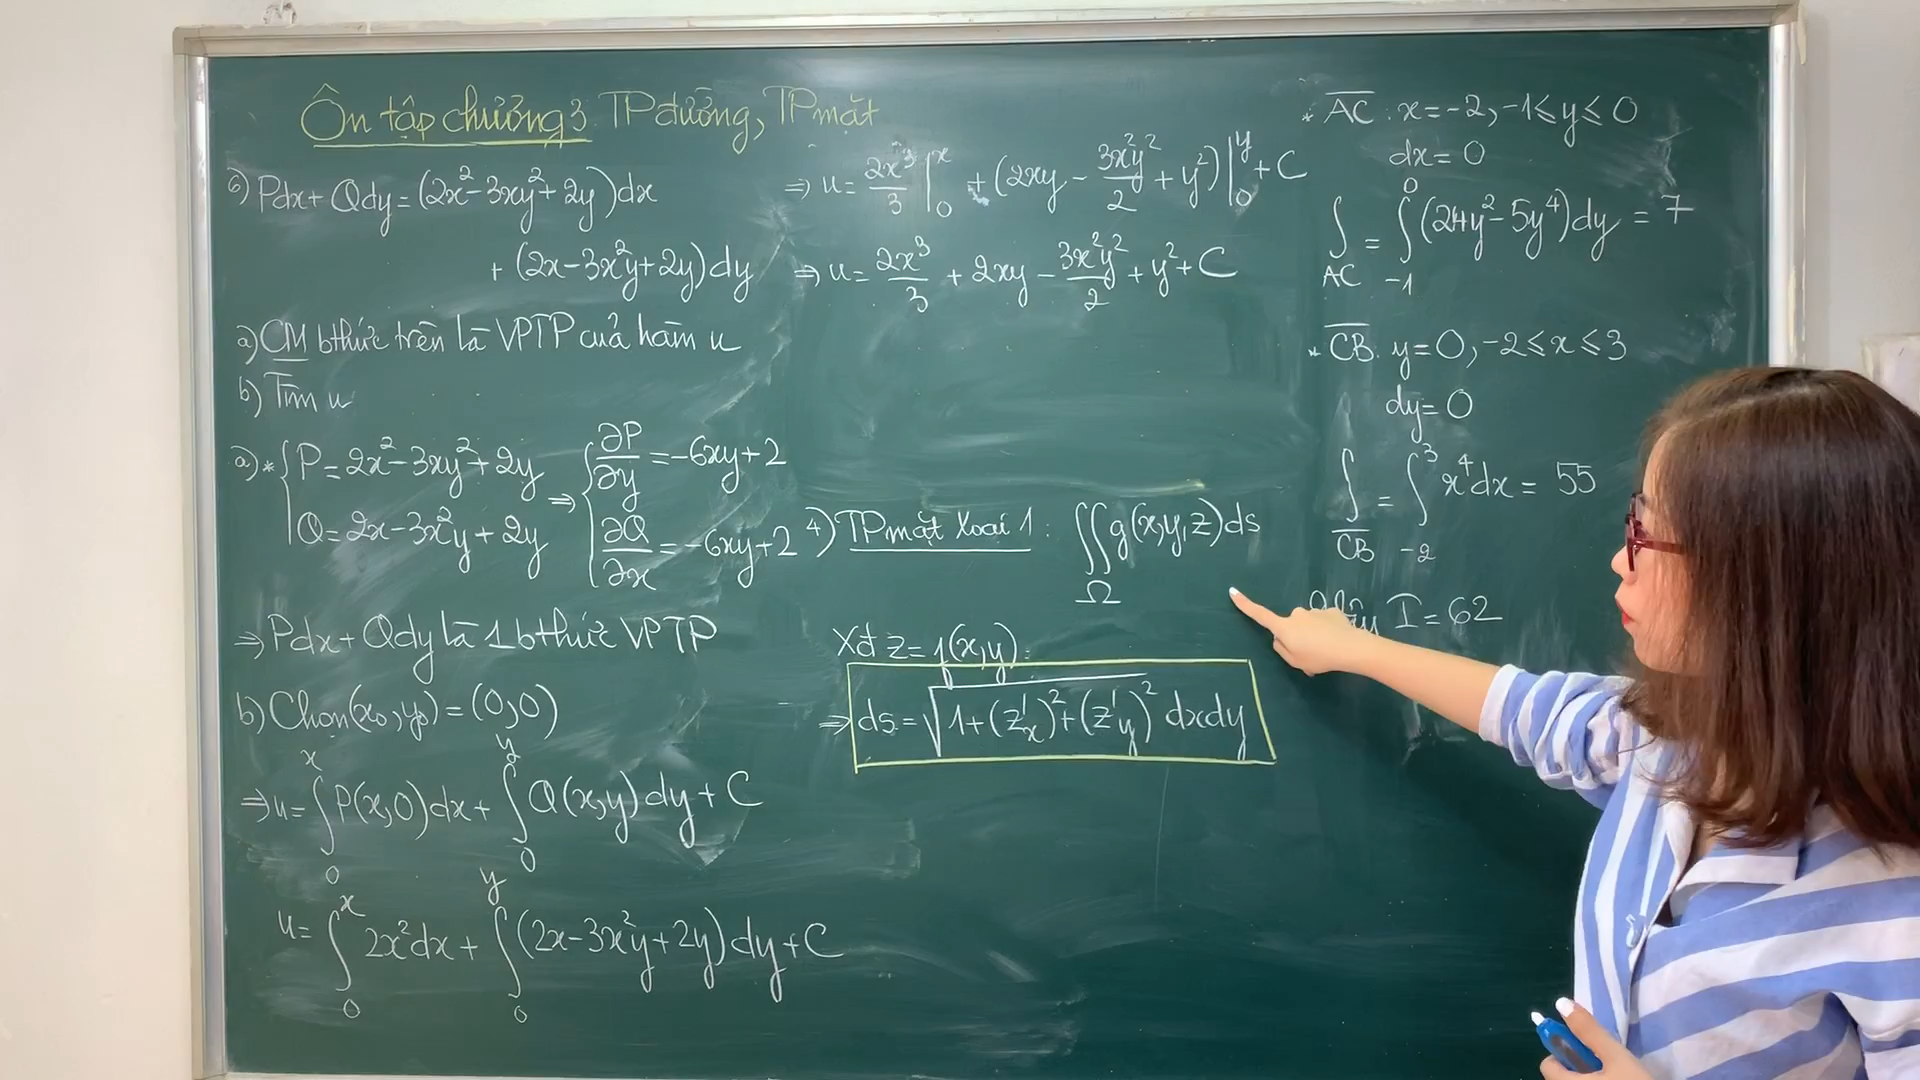 Ôn tập chương 3 TP đường, TP mặt
6) Pdx + Qdy = (2x² - 3xy² + 2y)dx
+ (2x - 3x²y + 2y)dy
a) CM bthức trên là VPTP của hàm u
b) Tìm u
a) * { P = 2x² - 3xy² + 2y
Q = 2x - 3x²y + 2y
⇒ { ∂P/∂y = -6xy + 2
∂Q/∂x = -6xy + 2
⇒ Pdx + Qdy là 1 bthức VPTP
b) Chọn (x₀, y₀) = (0,0)
⇒ u = ∫₀ˣ P(x,0)dx + ∫₀ʸ Q(x,y)dy + C
u = ∫₀ˣ 2x²dx + ∫₀ʸ (2x - 3x²y + 2y)dy + C
⇒ u = 2x³/3 |₀ˣ + (2xy - 3x²y²/2 + y²)|₀ʸ + C
⇒ u = 2x³/3 + 2xy - 3x²y²/2 + y² + C
4) TP mặt loại 1: ∬_Ω g(x,y,z)ds
Xđ z = f(x,y):
⇒ ds = √(1 + (z'ₓ)² + (z'_y)²) dxdy
* AC: x = -2, -1 ≤ y ≤ 0
dx = 0
∫_AC = ∫₋₁⁰ (24y² - 5y⁴)dy = 7
* CB: y = 0, -2 ≤ x ≤ 3
dy = 0
∫_CB = ∫₋₂³ x⁴dx = 55
I = 62